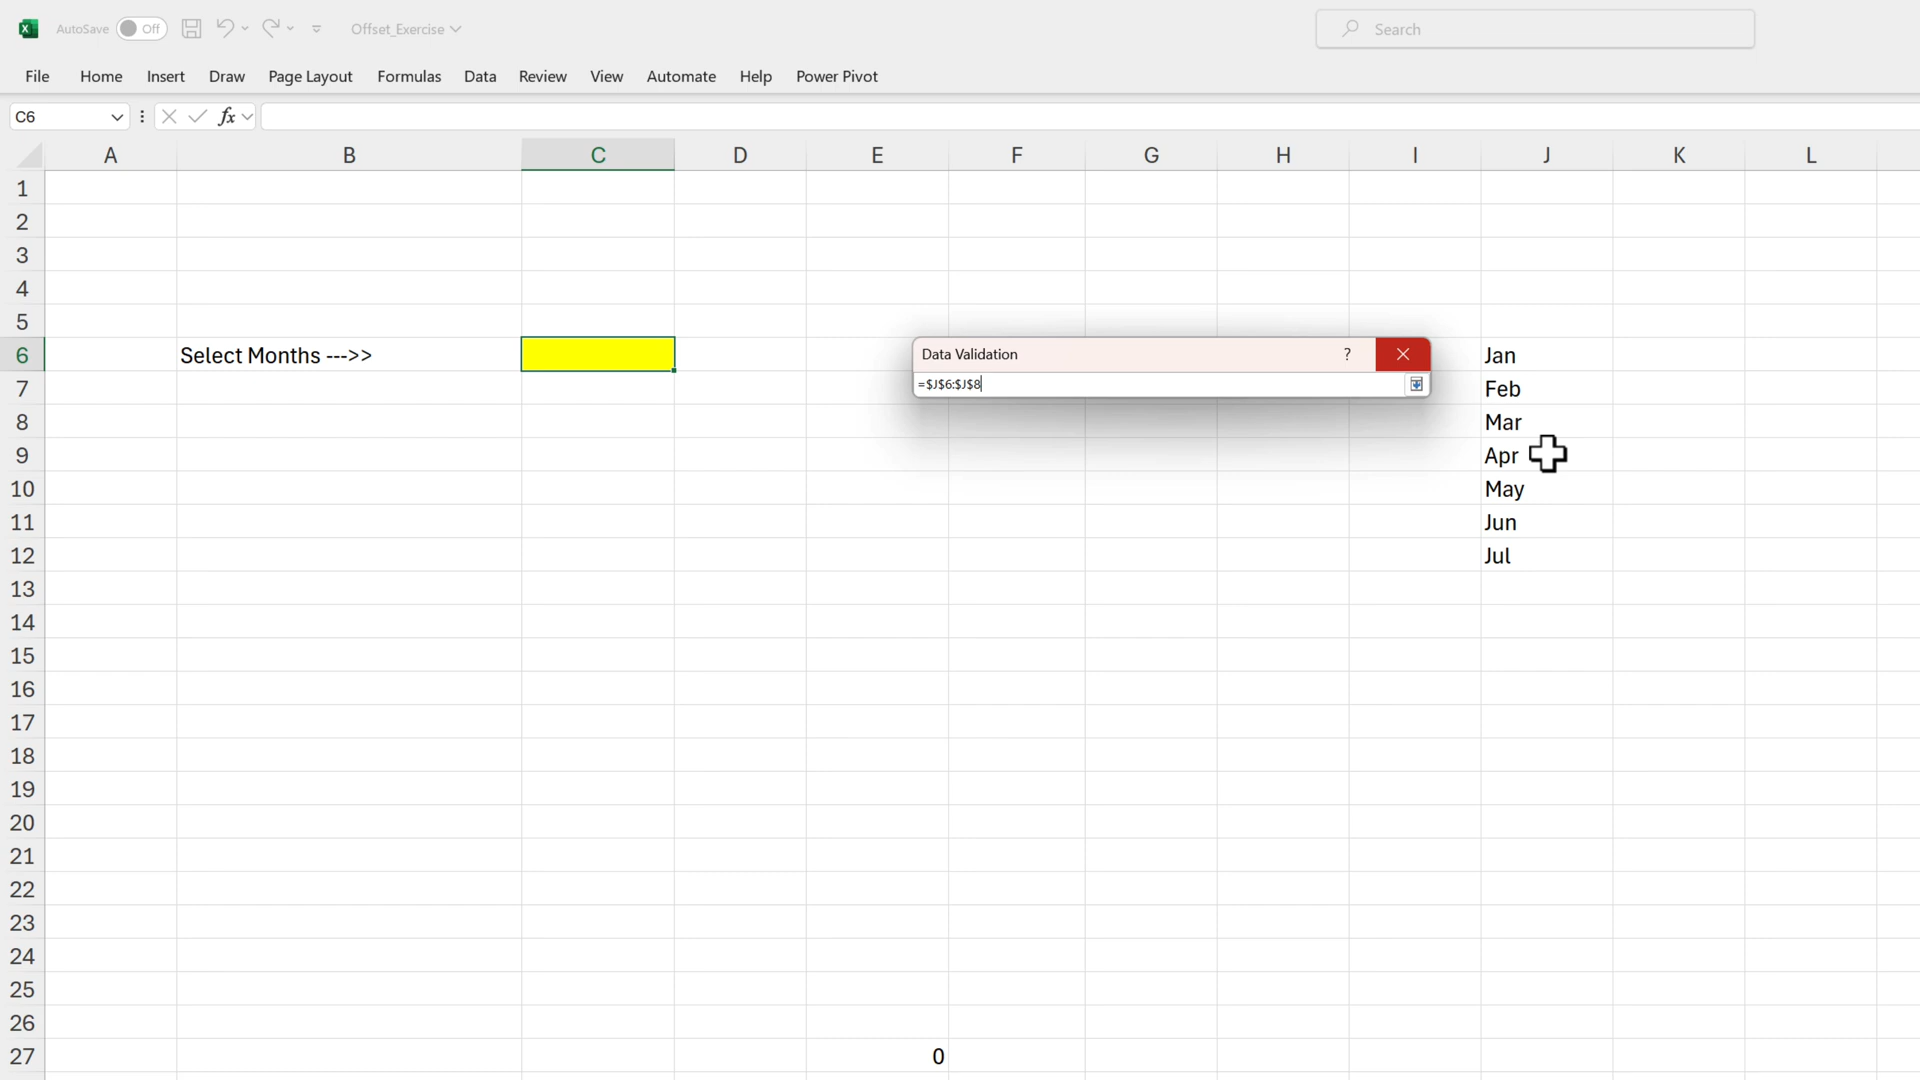 AutoSave Off Offset_Exercise Search
File Home Insert Draw Page Layout Formulas Data Review View Automate Help Power Pivot
C6 fx
A B C D E F G H I J K L
1
2
3
4
5
6 Select Months --->> Data Validation ? Jan
=$J$6:$J$8
7 Feb
8 Mar
9 Apr
10 May
11 Jun
12 Jul
13
14
15
16
17
18
19
20
21
22
23
24
25
26
27 0